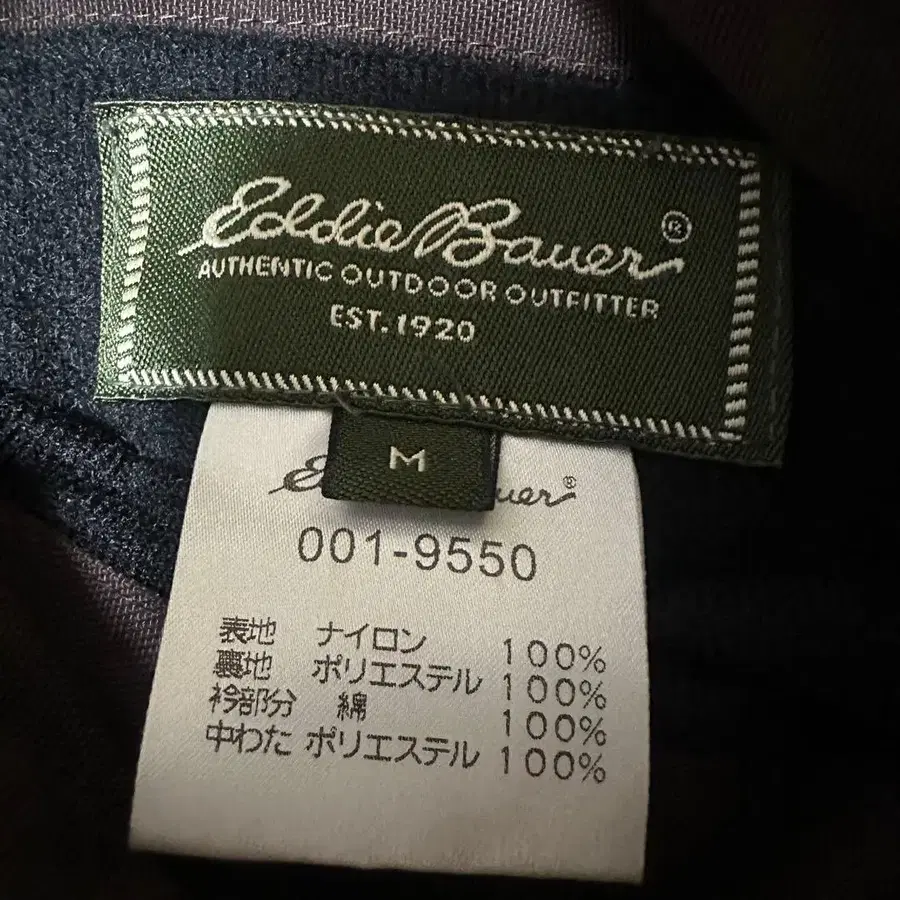 Eddie Bauer ®
AUTHENTIC OUTDOOR OUTFITTER
EST. 1920
M
001-9550
表地 ナイロン 100%
裏地 ポリエステル 100%
衿部分 綿 100%
中わた ポリエステル 100%